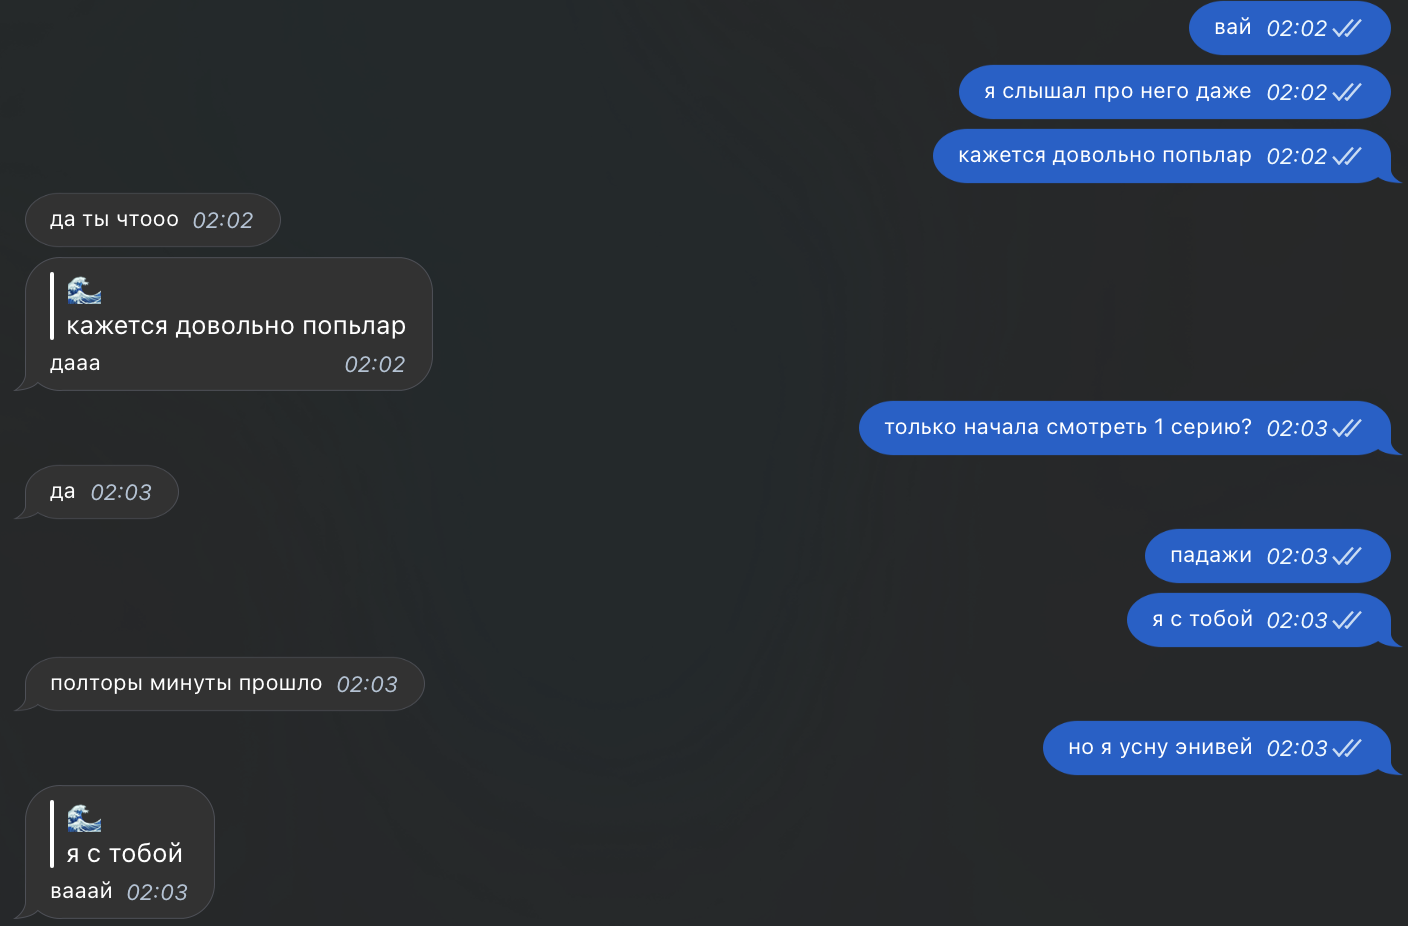 вай 02:02
я слышал про него даже 02:02
кажется довольно попьлар 02:02
да ты чтооо 02:02
🌊
кажется довольно попьлар
дааа 02:02
только начала смотреть 1 серию? 02:03
да 02:03
падажи 02:03
я с тобой 02:03
полторы минуты прошло 02:03
но я усну энивей 02:03
🌊
я с тобой
вааай 02:03